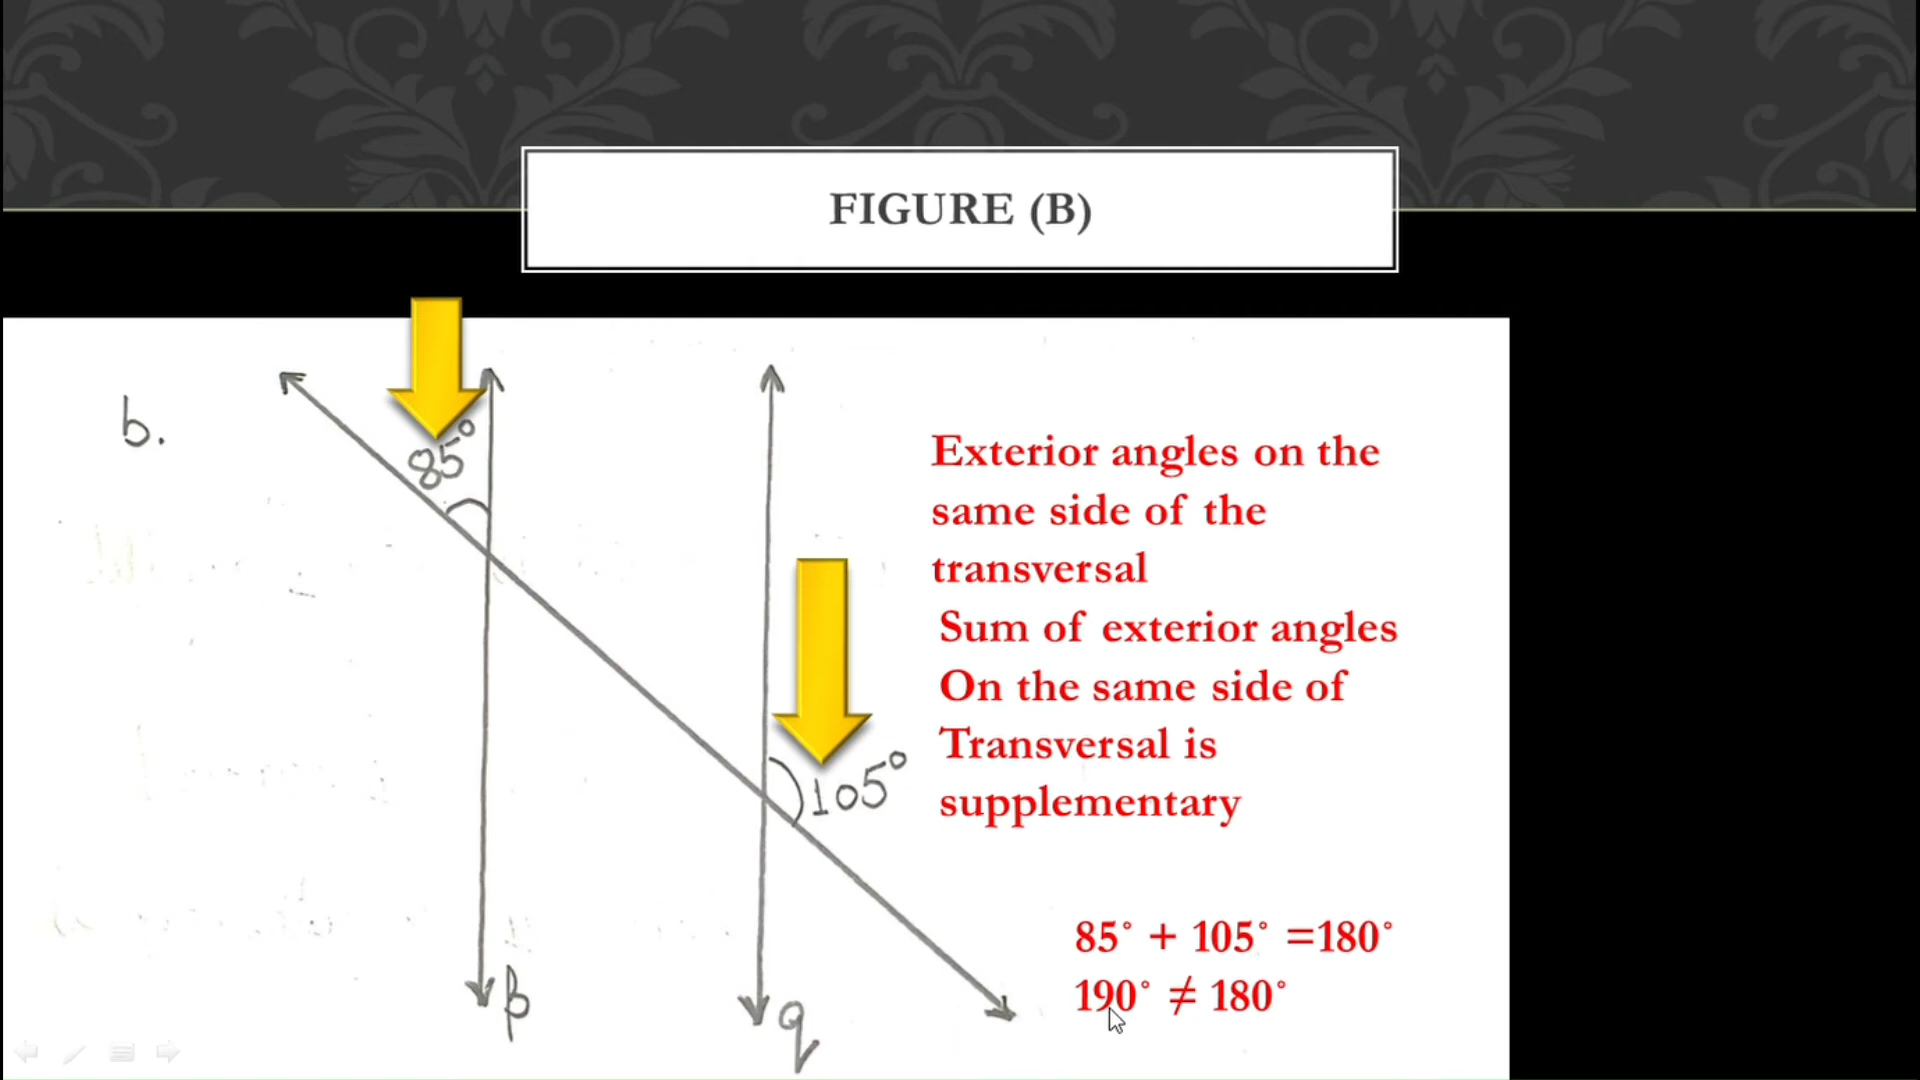 FIGURE (B)
b.
85°
105°
Exterior angles on the
same side of the
transversal
Sum of exterior angles
On the same side of
Transversal is
supplementary
85° + 105° =180°
190° ≠ 180°
p
q